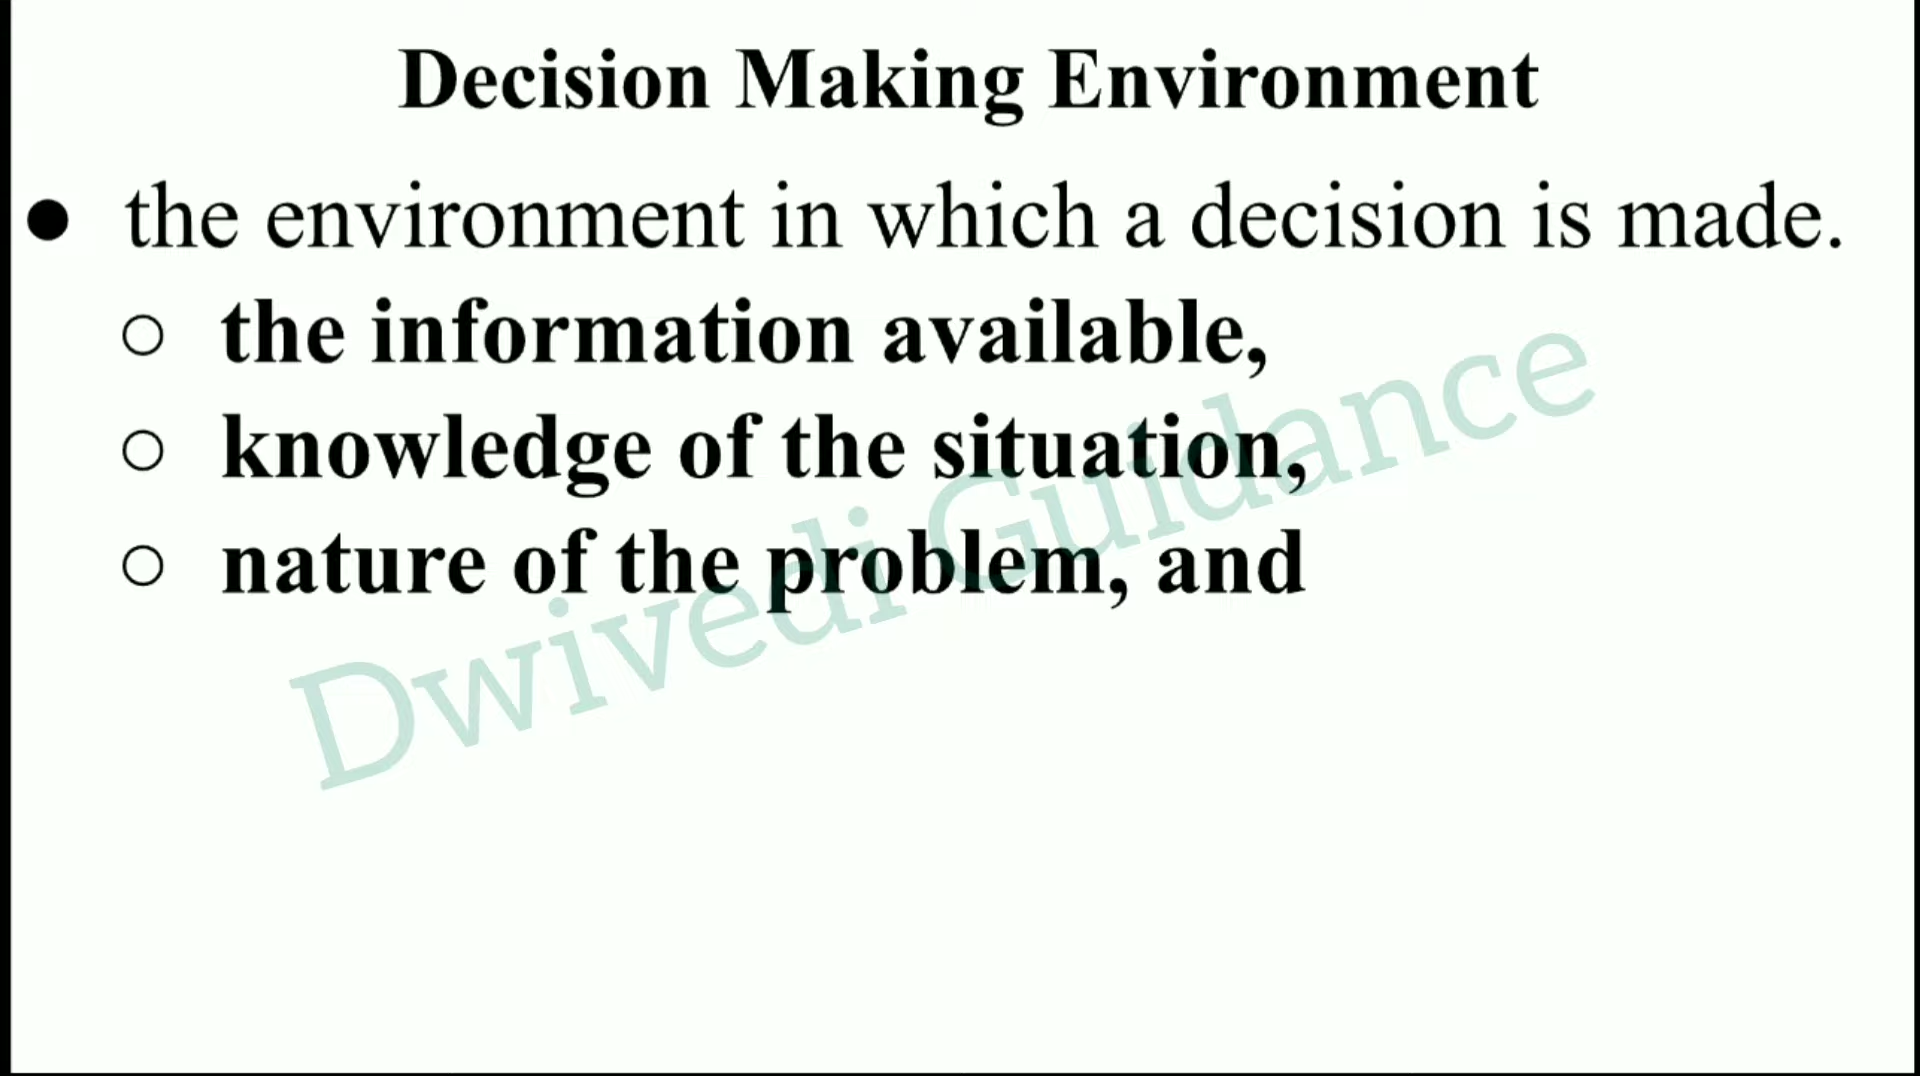 Decision Making Environment
● the environment in which a decision is made.
○ the information available,
○ knowledge of the situation,
○ nature of the problem, and
Dwivedi Guidance